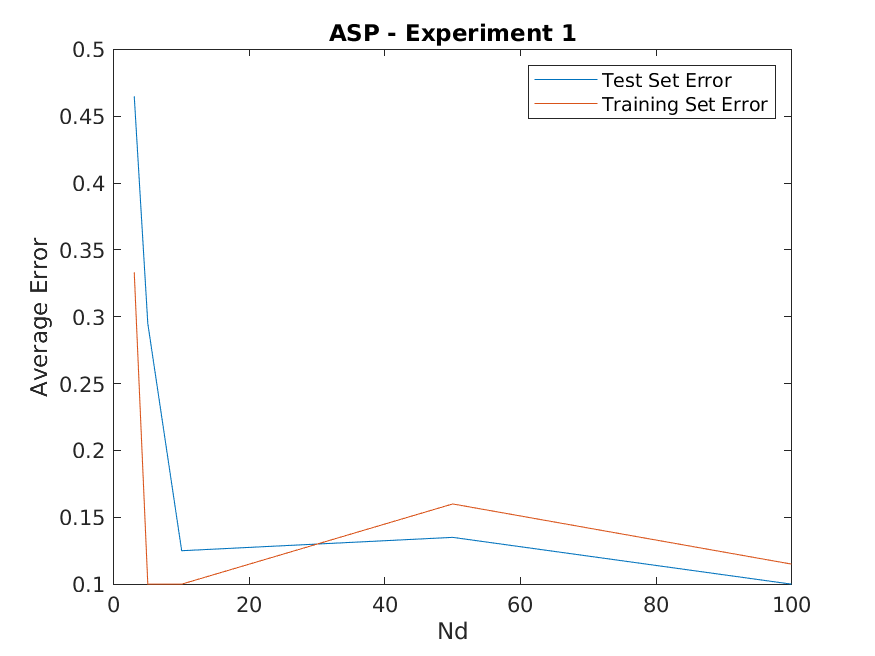 ASP - Experiment 1
Test Set Error
Training Set Error
Average Error
0.5
0.45
0.4
0.35
0.3
0.25
0.2
0.15
0.1
0 20 40 60 80 100
Nd